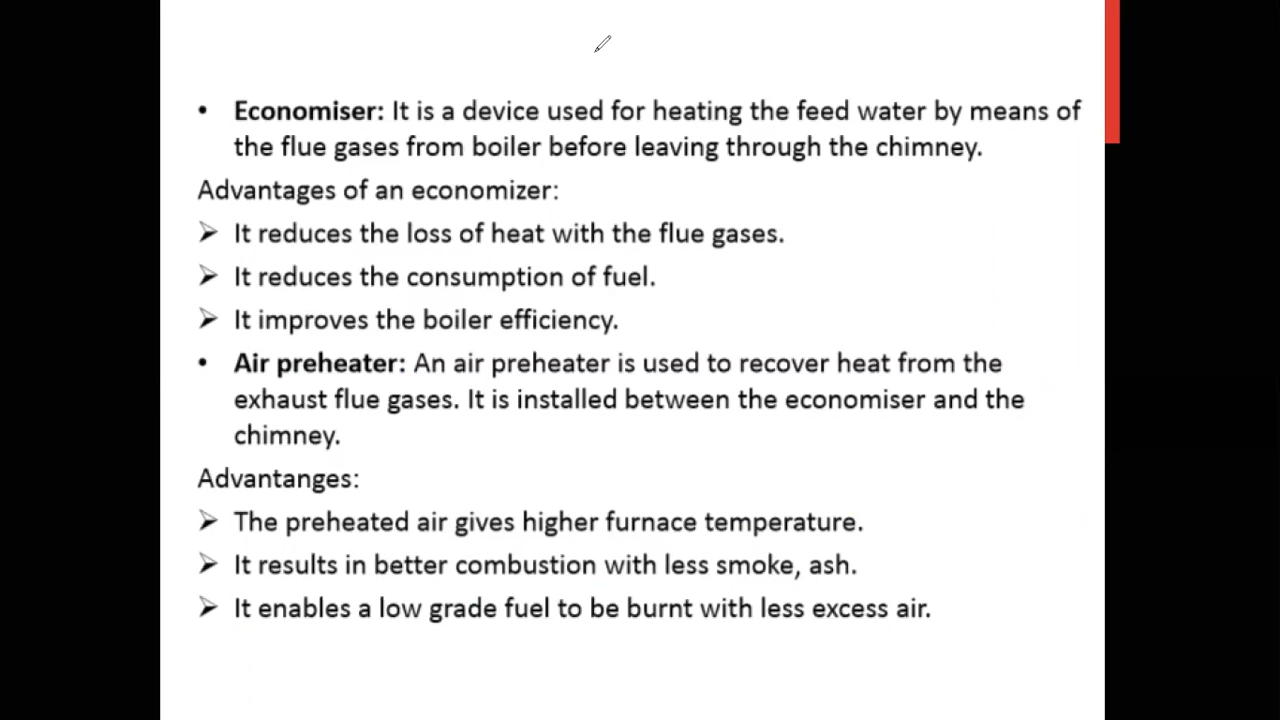 • Economiser: It is a device used for heating the feed water by means of
the flue gases from boiler before leaving through the chimney.
Advantages of an economizer:
➢ It reduces the loss of heat with the flue gases.
➢ It reduces the consumption of fuel.
➢ It improves the boiler efficiency.
• Air preheater: An air preheater is used to recover heat from the
exhaust flue gases. It is installed between the economiser and the
chimney.
Advantanges:
➢ The preheated air gives higher furnace temperature.
➢ It results in better combustion with less smoke, ash.
➢ It enables a low grade fuel to be burnt with less excess air.